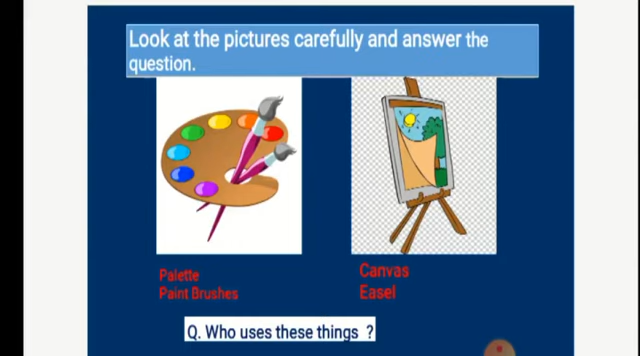 Look at the pictures carefully and answer the
question.
Palette
Paint Brushes
Canvas
Easel
Q. Who uses these things ?